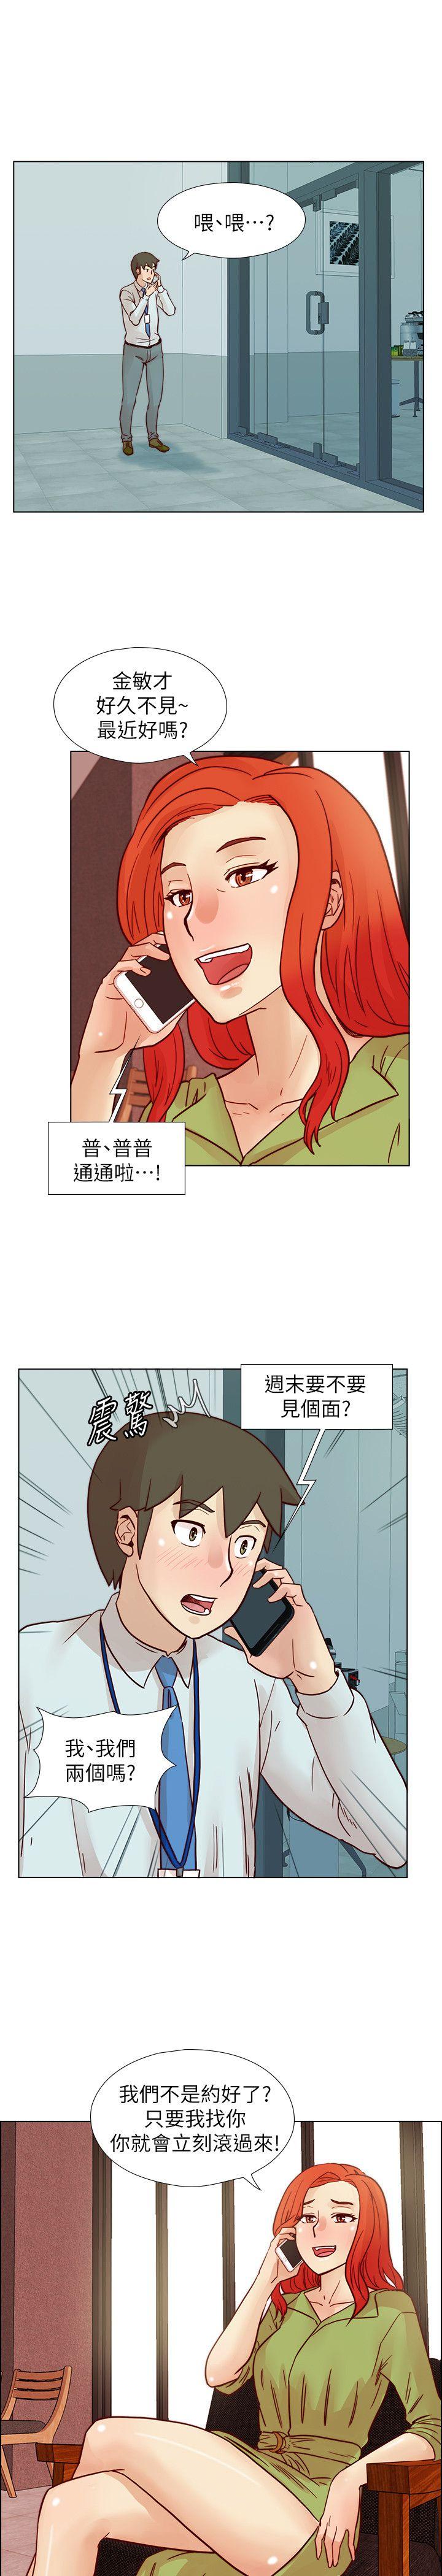 喂、喂⋯?
金敏才
好久不見~
最近好嗎?
普、普普
通通啦⋯!
週末要不要
見個面?
震驚
我、我們
兩個嗎?
我們不是約好了?
只要我找你
你就會立刻滾過來!